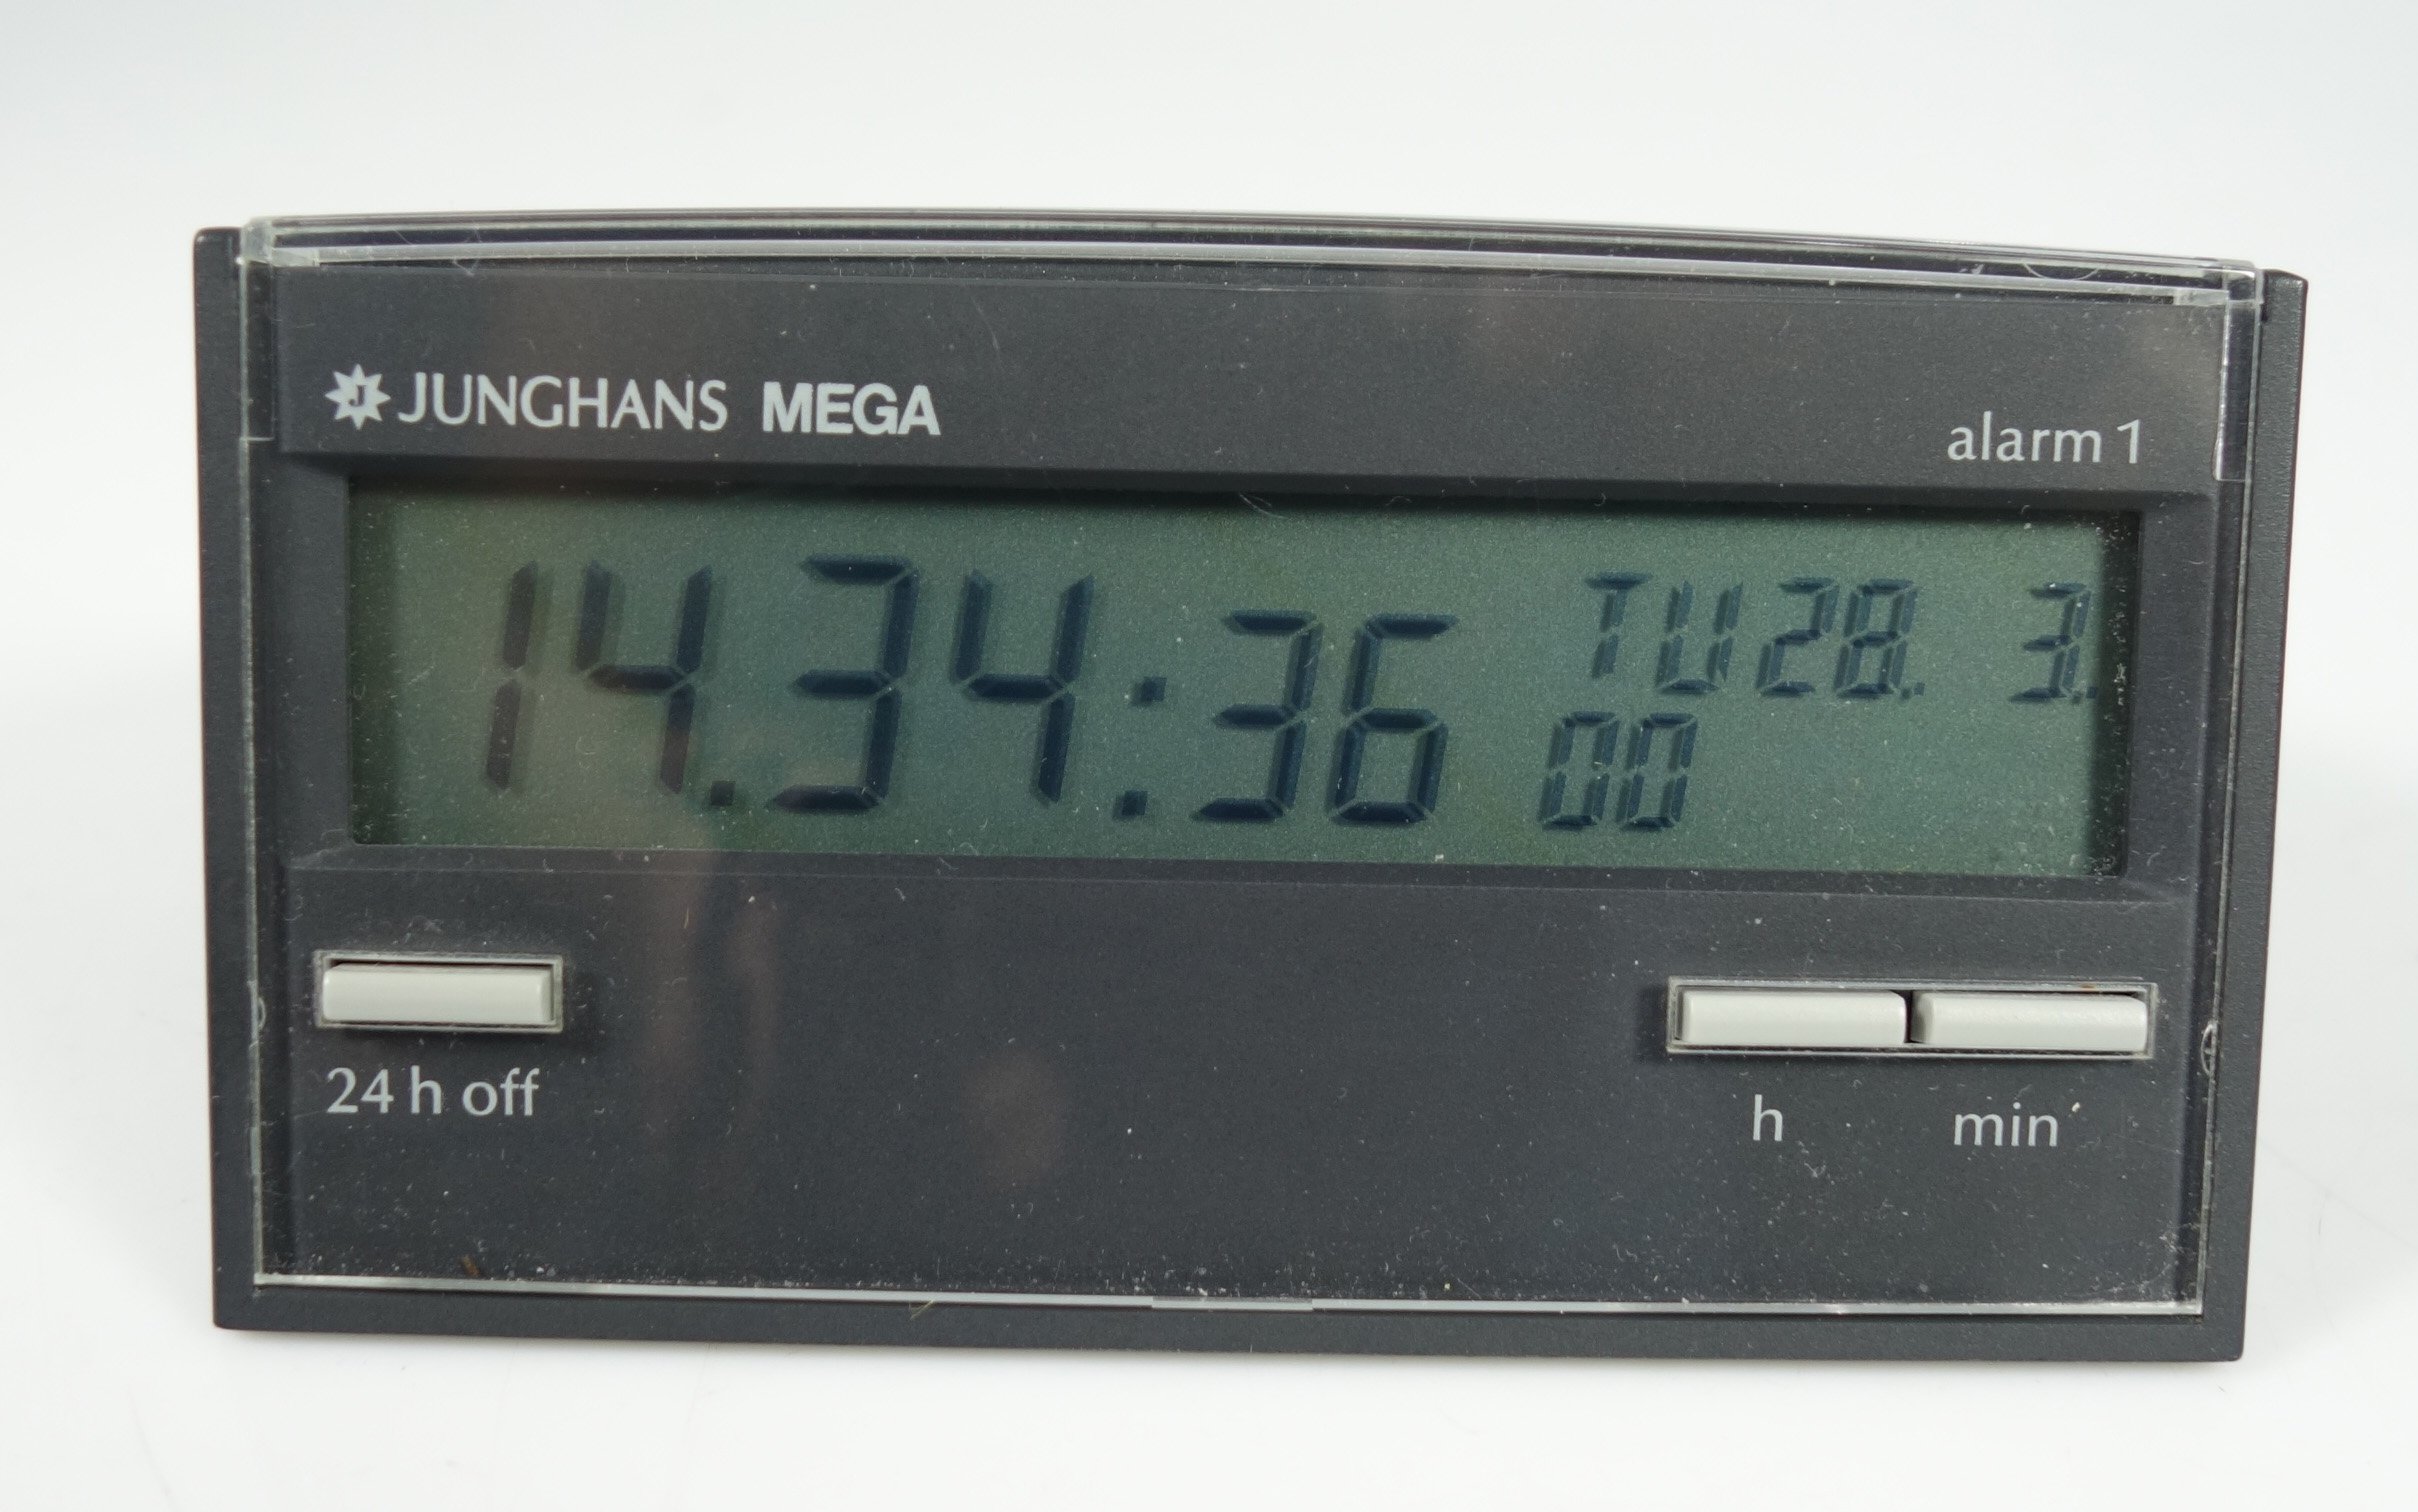 JUNGHANS MEGA
alarm 1
14.34:36 TU 28. 3.
00
24 h off
h min